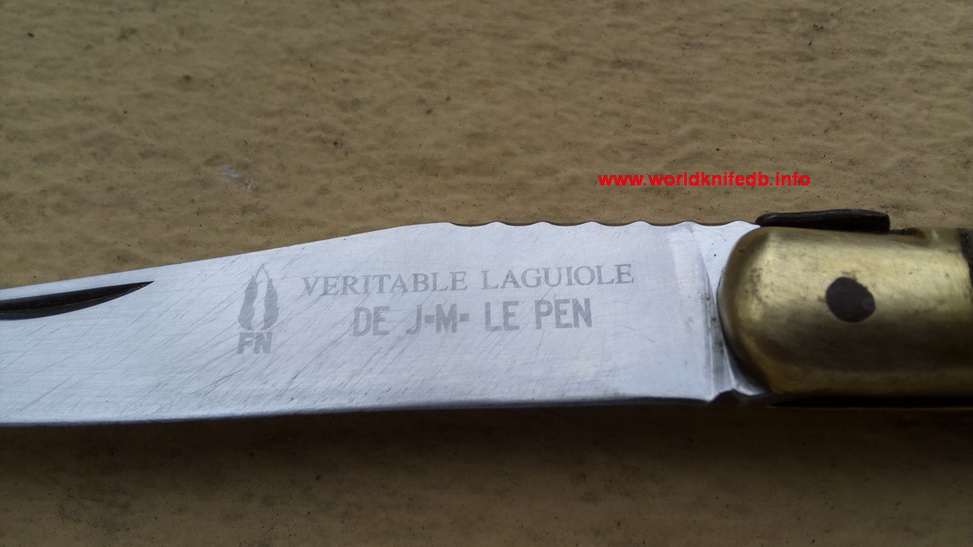 www.worldknifedb.info
VERITABLE LAGUIOLE
DE J-M- LE PEN
FN